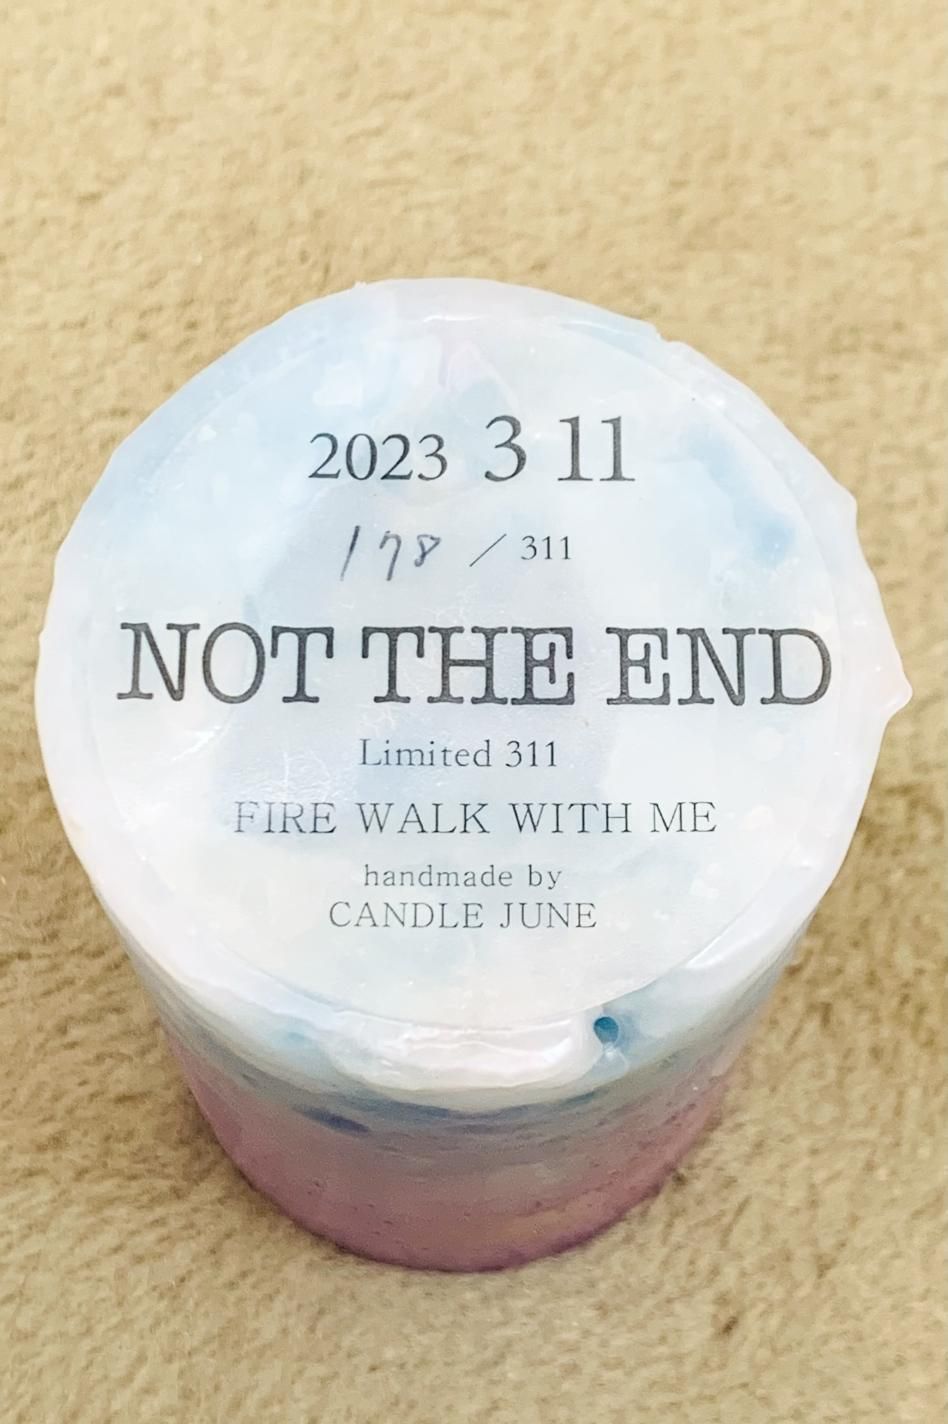 2023 3 11
178 / 311
NOT THE END
Limited 311
FIRE WALK WITH ME
handmade by
CANDLE JUNE